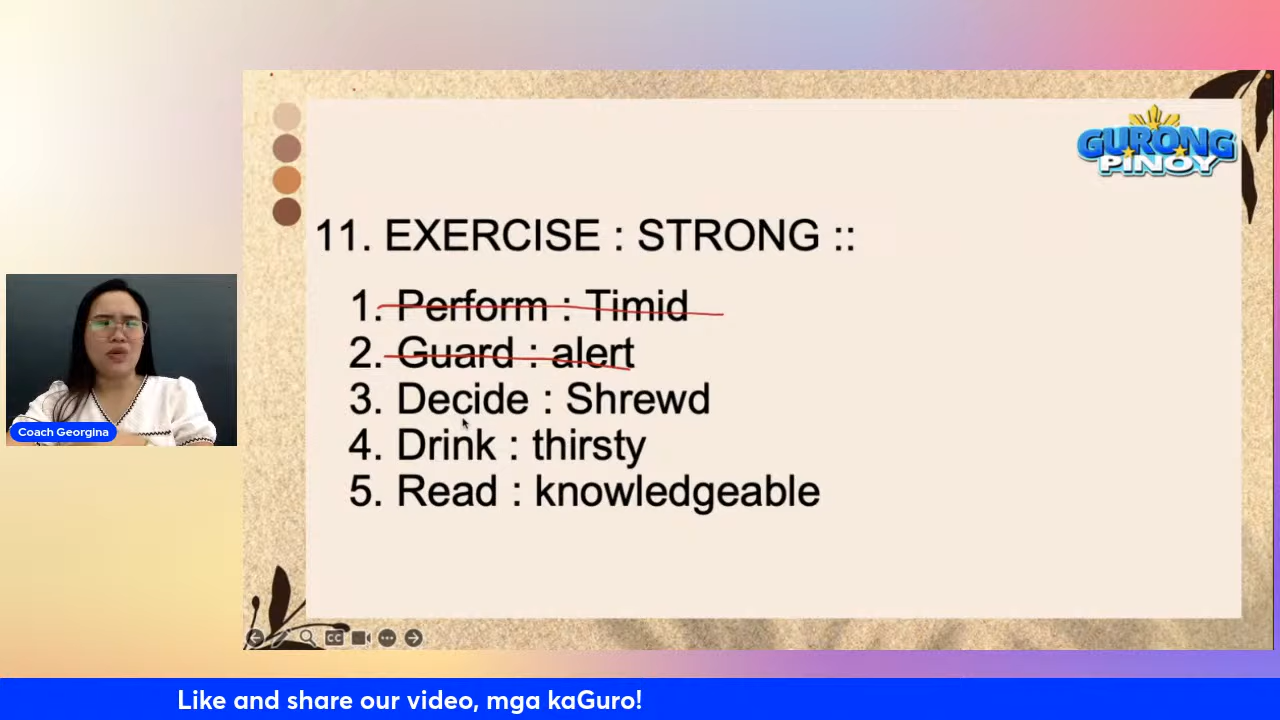 GURONG
PINOY
11. EXERCISE : STRONG ::
1. Perform : Timid
2. Guard : alert
3. Decide : Shrewd
4. Drink : thirsty
5. Read : knowledgeable
Coach Georgina
CC
Like and share our video, mga kaGuro!